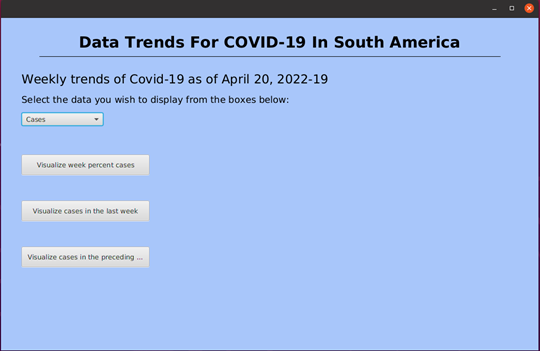 Data Trends For COVID-19 In South America
Weekly trends of Covid-19 as of April 20, 2022-19
Select the data you wish to display from the boxes below:
Cases
Visualize week percent cases
Visualize cases in the last week
Visualize cases in the preceding ...